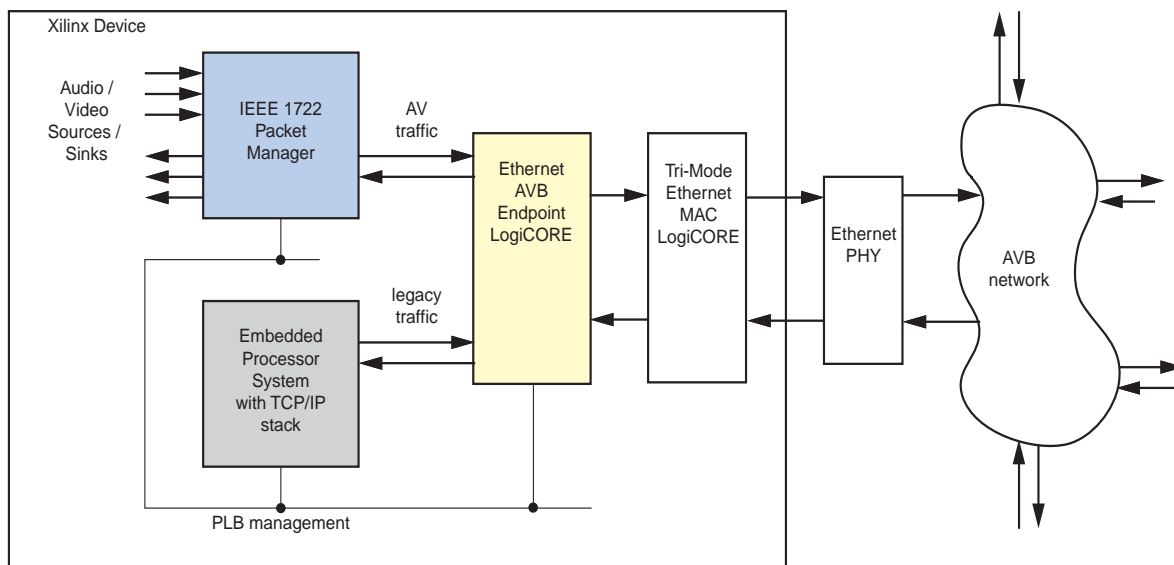 Xilinx Device
Audio /
Video
Sources /
Sinks
IEEE 1722
Packet
Manager
AV
traffic
Ethernet
AVB
Endpoint
LogiCORE
Tri-Mode
Ethernet
MAC
LogiCORE
Ethernet
PHY
AVB
network
legacy
traffic
Embedded
Processor
System
with TCP/IP
stack
PLB management